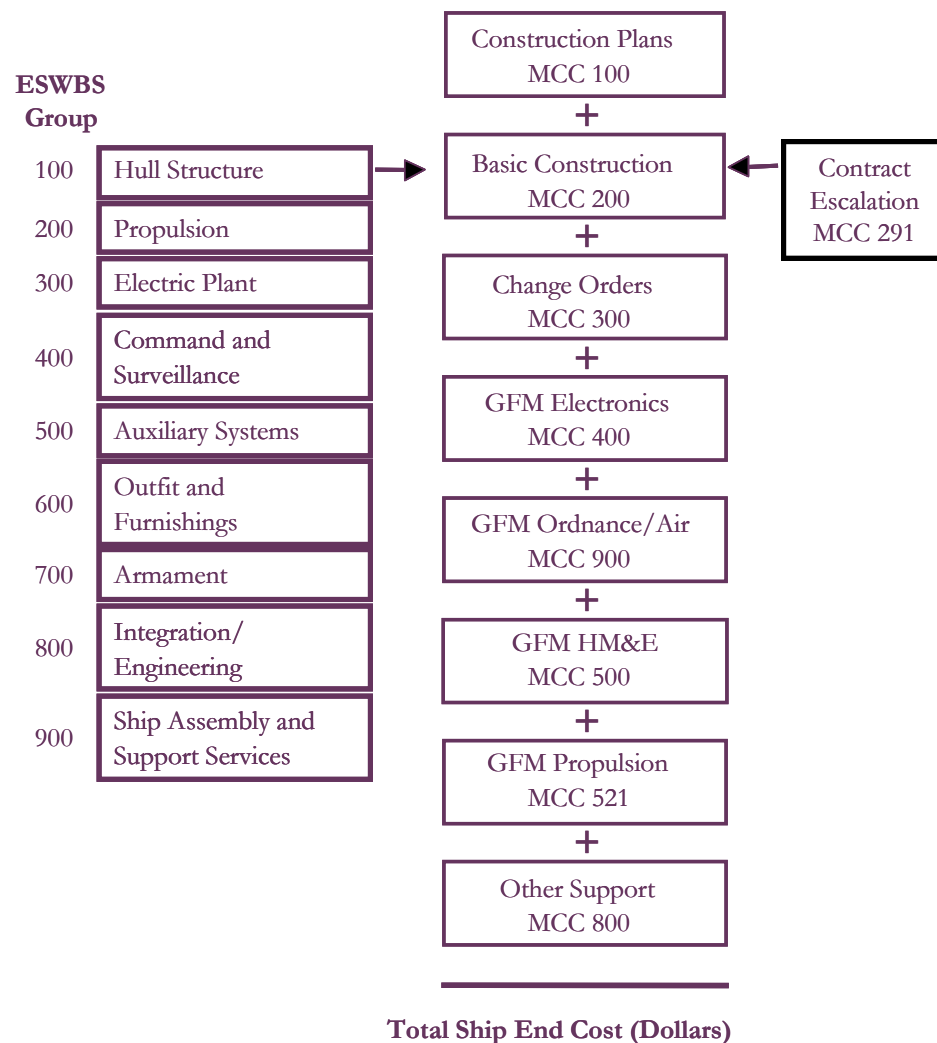 ESWBS
Group
100
Hull Structure
200
Propulsion
300
Electric Plant
400
Command and
Surveillance
500
Auxiliary Systems
600
Outfit and
Furnishings
700
Armament
800
Integration/
Engineering
900
Ship Assembly and
Support Services
Construction Plans
MCC 100
+
Basic Construction
MCC 200
+
Change Orders
MCC 300
+
GFM Electronics
MCC 400
+
GFM Ordnance/Air
MCC 900
+
GFM HM&E
MCC 500
+
GFM Propulsion
MCC 521
+
Other Support
MCC 800
Contract
Escalation
MCC 291
Total Ship End Cost (Dollars)